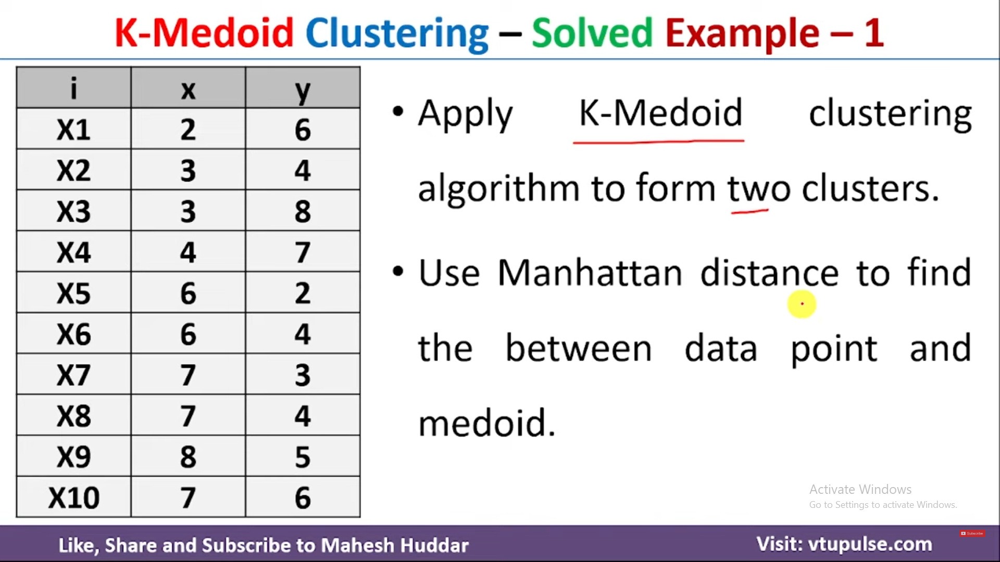 K-Medoid Clustering – Solved Example – 1
i x y
X1 2 6
X2 3 4
X3 3 8
X4 4 7
X5 6 2
X6 6 4
X7 7 3
X8 7 4
X9 8 5
X10 7 6
• Apply K-Medoid clustering
algorithm to form two clusters.
• Use Manhattan distance to find
the between data point and
medoid.
Activate Windows
Go to Settings to activate Windows.
Subscribe
Like, Share and Subscribe to Mahesh Huddar
Visit: vtupulse.com